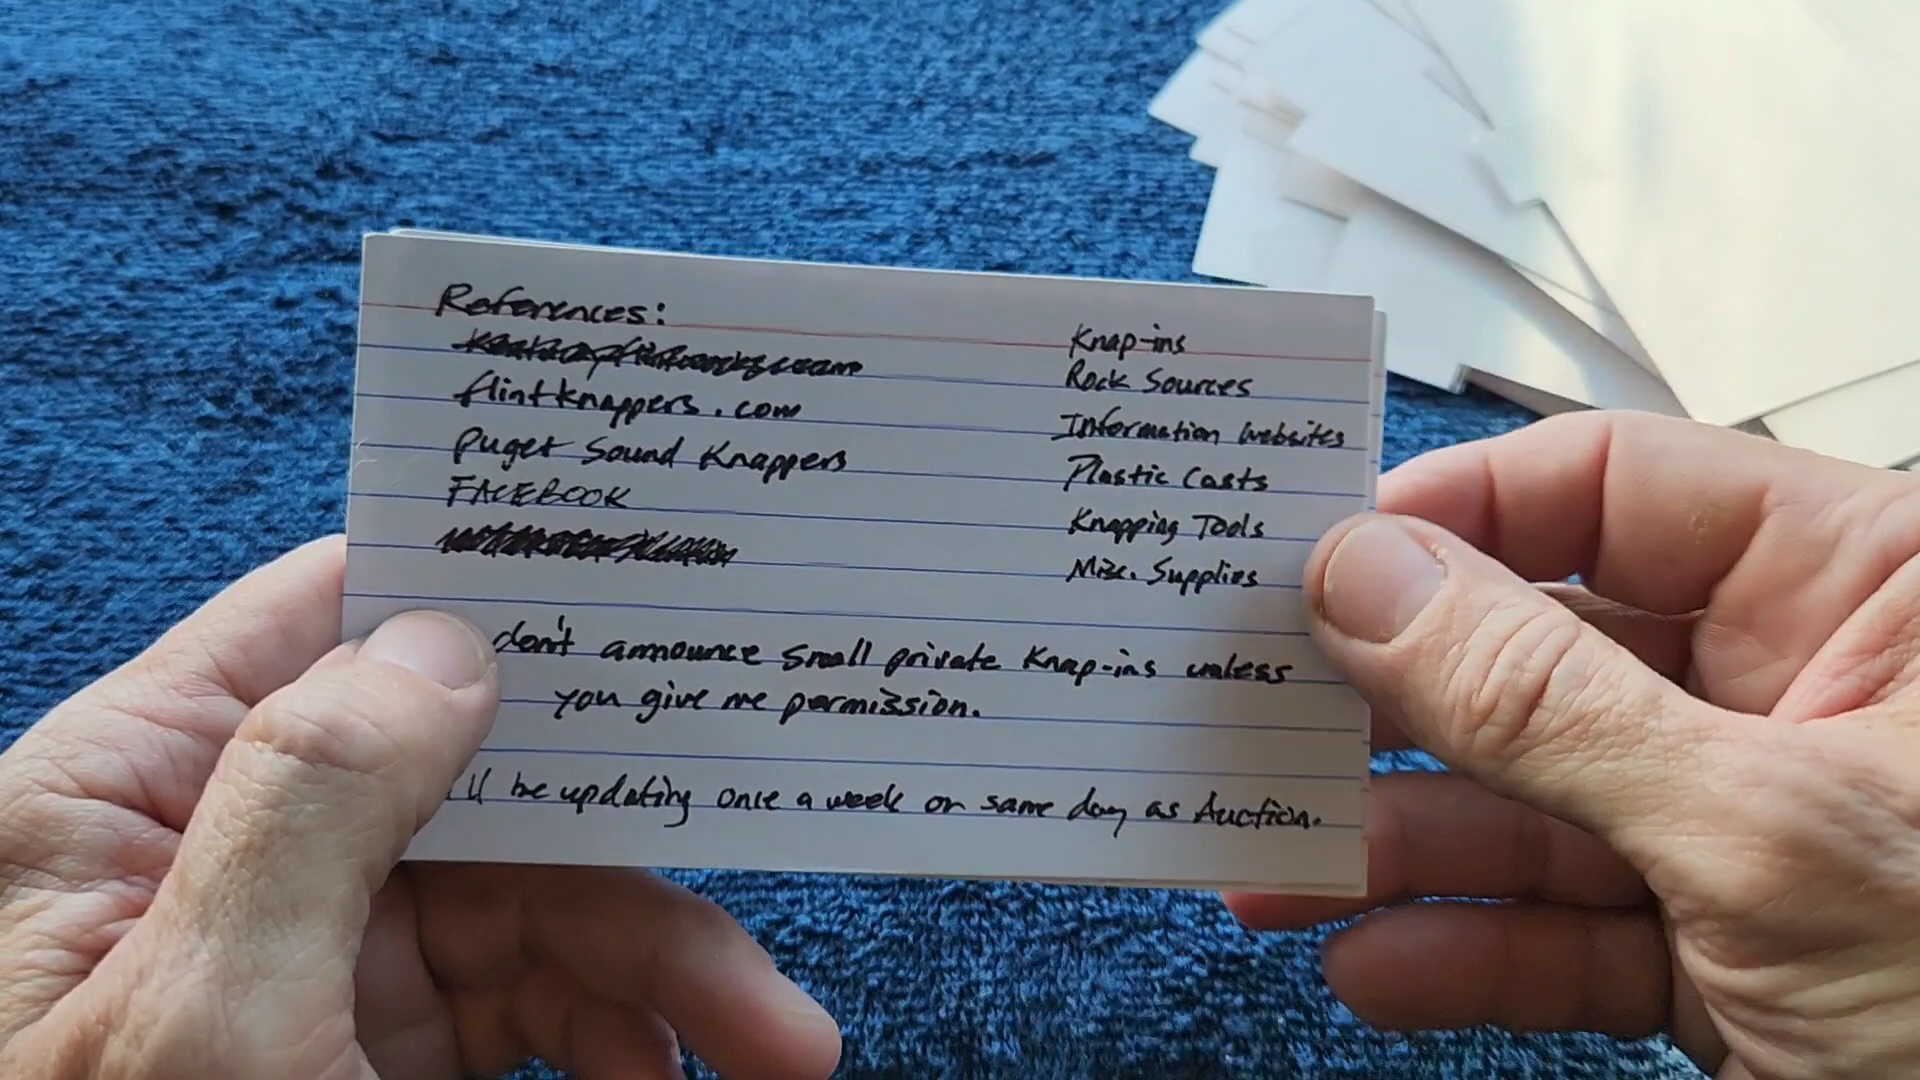 References:
flintknappers.com
Puget Sound Knappers
FACEBOOK
Knap-ins
Rock Sources
Information Websites
Plastic Casts
Knapping Tools
Misc. Supplies
don't announce small private Knap-ins unless
you give me permission.
be updating once a week or same day as Auction.